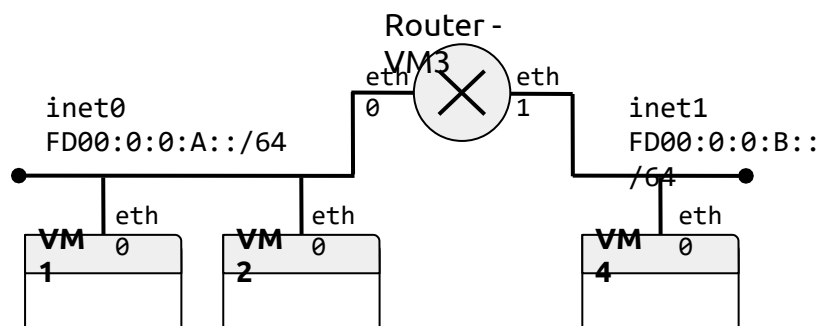 Router -
VM3
eth
0
eth
1
inet0
FD00:0:0:A::/64
inet1
FD00:0:0:B::
/64
eth
0
VM
1
eth
0
VM
2
eth
0
VM
4